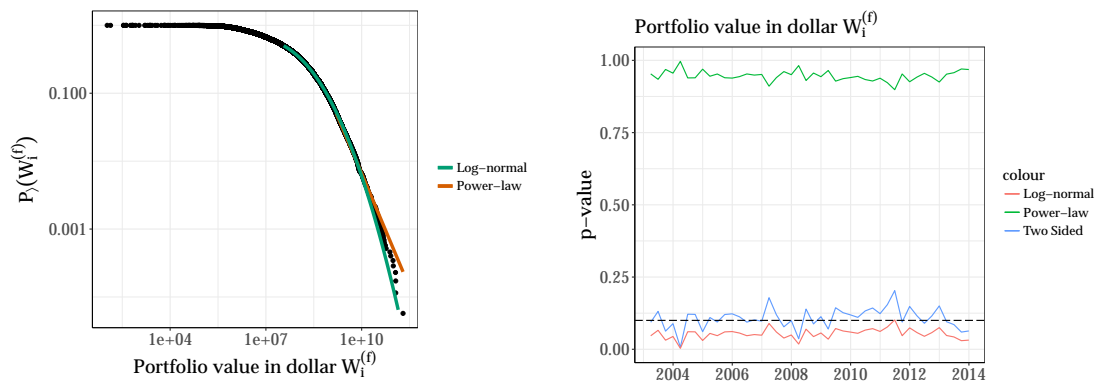 0.100
0.001
P⟩(W_i^(f))
1e+04 1e+07 1e+10
Portfolio value in dollar W_i^(f)
Log−normal
Power−law
Portfolio value in dollar W_i^(f)
1.00
0.75
0.50
0.25
0.00
p−value
2004 2006 2008 2010 2012 2014
colour
Log−normal
Power−law
Two Sided